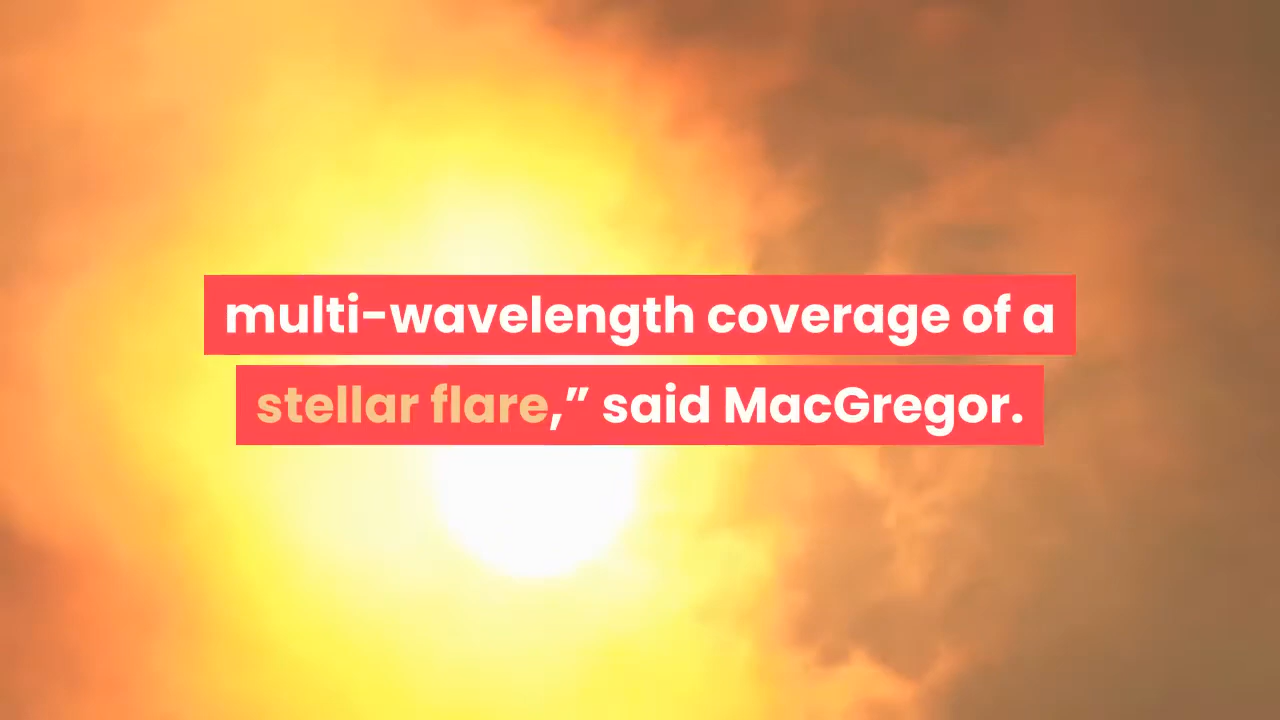 multi-wavelength coverage of a
stellar flare,” said MacGregor.